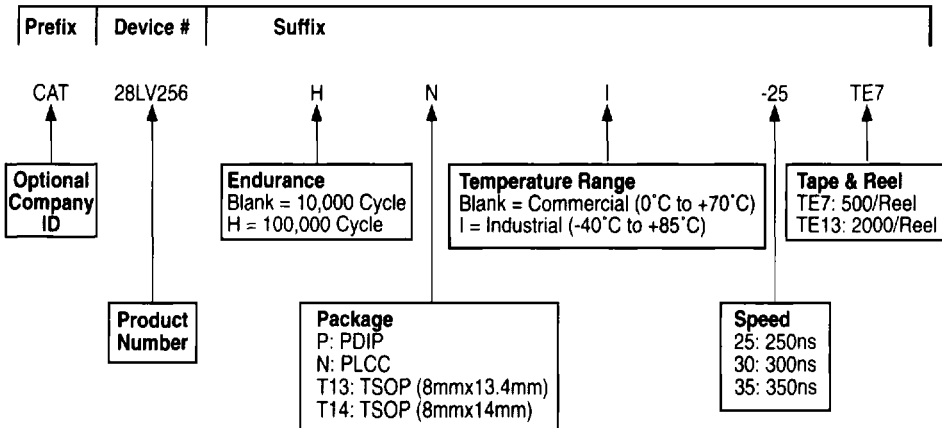 Prefix Device # Suffix
CAT 28LV256 H N I -25 TE7
Optional
Company
ID
Endurance
Blank = 10,000 Cycle
H = 100,000 Cycle
Temperature Range
Blank = Commercial (0˚C to +70˚C)
I = Industrial (-40˚C to +85˚C)
Tape & Reel
TE7: 500/Reel
TE13: 2000/Reel
Product
Number
Package
P: PDIP
N: PLCC
T13: TSOP (8mmx13.4mm)
T14: TSOP (8mmx14mm)
Speed
25: 250ns
30: 300ns
35: 350ns